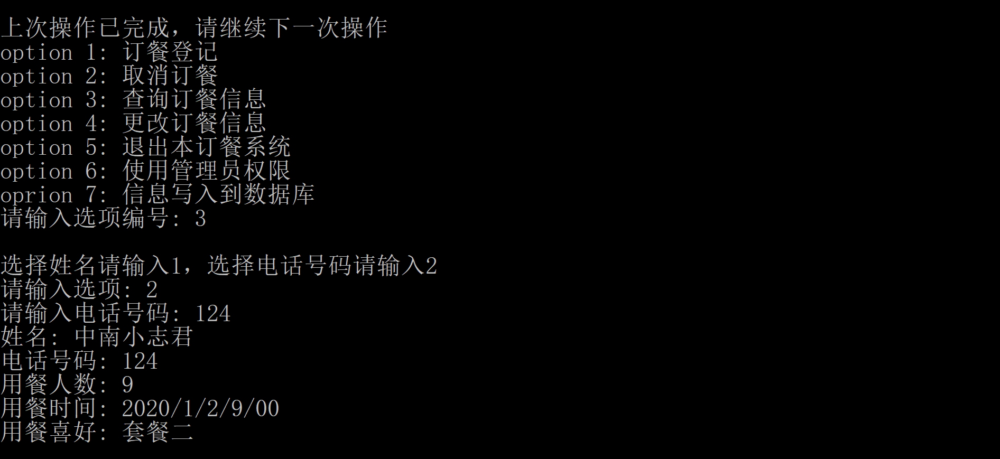 上次操作已完成，请继续下一次操作
option 1: 订餐登记
option 2: 取消订餐
option 3: 查询订餐信息
option 4: 更改订餐信息
option 5: 退出本订餐系统
option 6: 使用管理员权限
oprion 7: 信息写入到数据库
请输入选项编号: 3
选择姓名请输入1，选择电话号码请输入2
请输入选项: 2
请输入电话号码: 124
姓名: 中南小志君
电话号码: 124
用餐人数: 9
用餐时间: 2020/1/2/9/00
用餐喜好: 套餐二